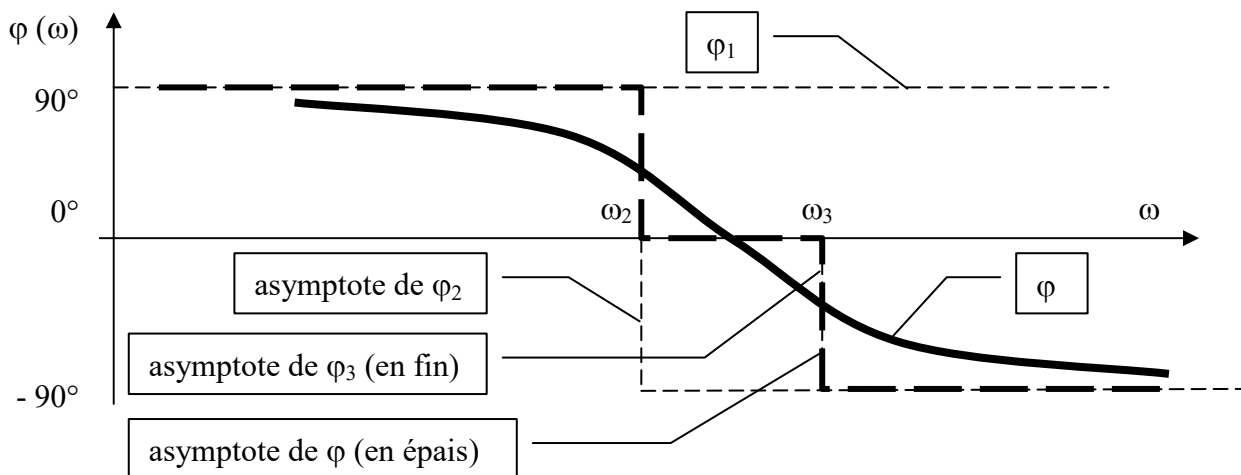 φ (ω)
φ₁
90°
0°
ω₂
ω₃
ω
asymptote de φ₂
φ
asymptote de φ₃ (en fin)
- 90°
asymptote de φ (en épais)